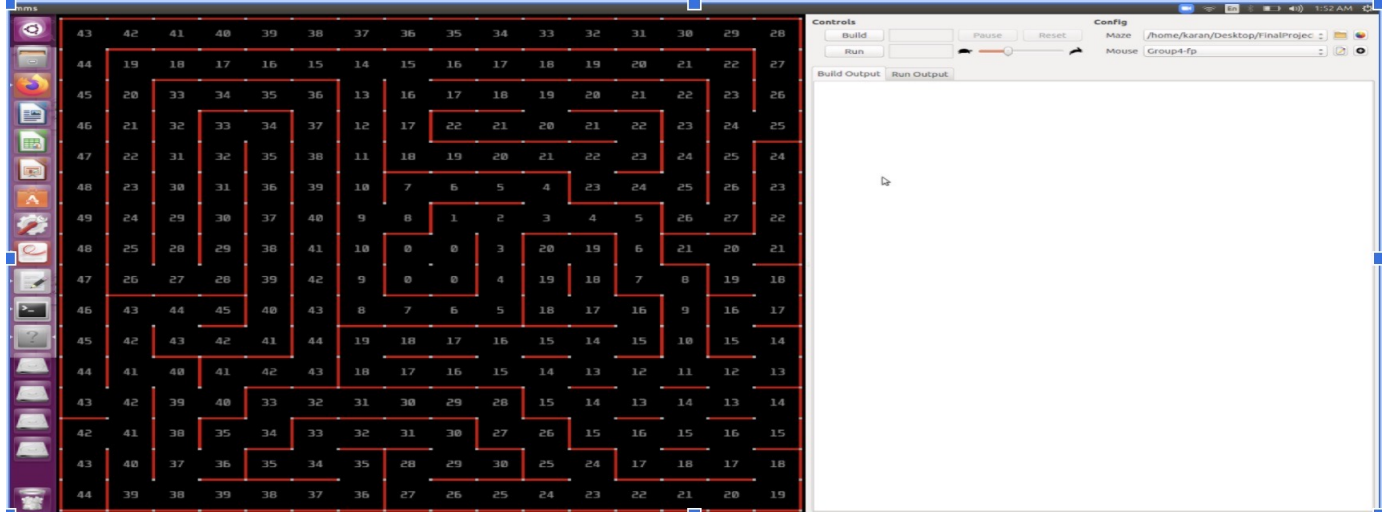 mms
En 1:52 AM
Controls
Config
Build Pause Reset
Maze /home/karan/Desktop/FinalProjec
Run
Mouse Group4-fp
Build Output Run Output
43 42 41 40 39 38 37 36 35 34 33 32 31 30 29 28
44 19 18 17 16 15 14 15 16 17 18 19 20 21 22 27
45 20 33 34 35 36 13 16 17 18 19 20 21 22 23 26
46 21 32 33 34 37 12 17 22 21 20 21 22 23 24 25
47 22 31 32 35 38 11 18 19 20 21 22 23 24 25 24
48 23 30 31 36 39 10 7 6 5 4 23 24 25 26 23
49 24 29 30 37 40 9 8 1 2 3 4 5 26 27 22
48 25 28 29 38 41 10 0 0 3 20 19 6 21 20 21
47 26 27 28 39 42 9 0 0 4 19 18 7 8 19 18
46 43 44 45 40 43 8 7 6 5 18 17 16 9 16 17
45 42 43 42 41 44 19 18 17 16 15 14 15 10 15 14
44 41 40 41 42 43 18 17 16 15 14 13 12 11 12 13
43 42 39 40 33 32 31 30 29 28 15 14 13 14 13 14
42 41 38 35 34 33 32 31 30 27 26 15 16 15 16 15
43 40 37 36 35 34 35 28 29 30 25 24 17 18 17 18
44 39 38 39 38 37 36 27 26 25 24 23 22 21 20 19